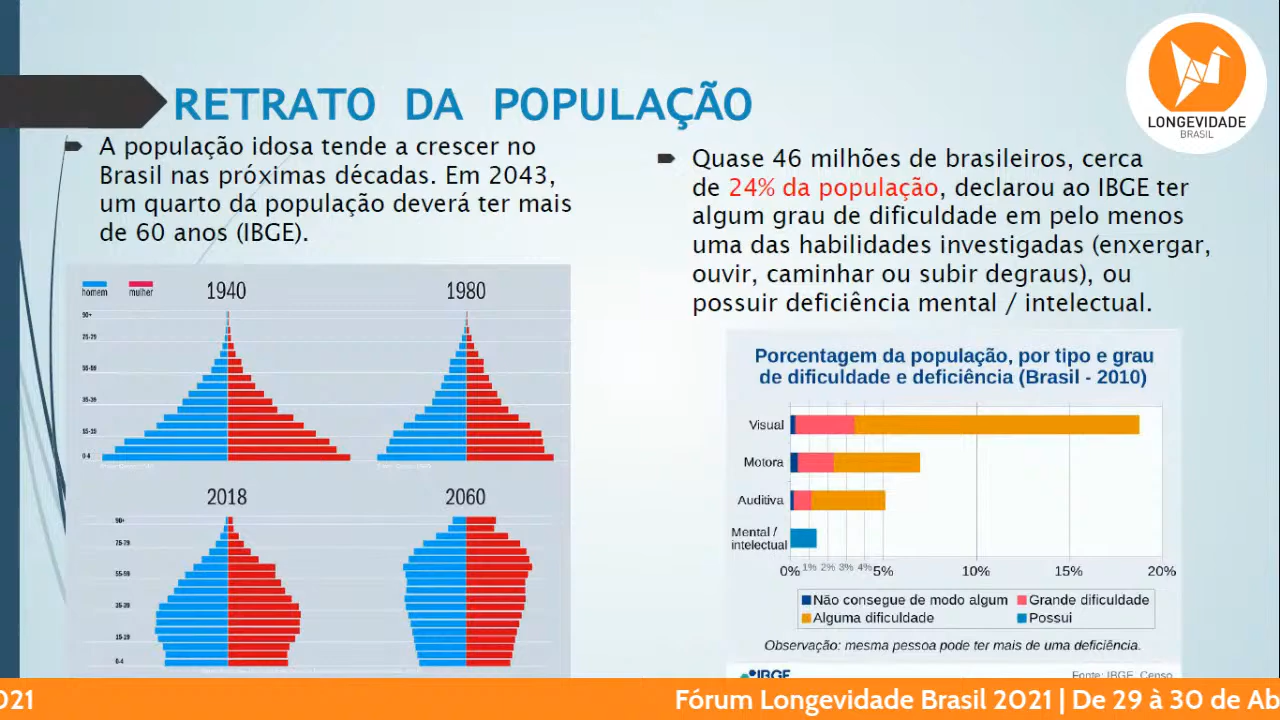 RETRATO DA POPULAÇÃO
LONGEVIDADE
BRASIL
A população idosa tende a crescer no
Brasil nas próximas décadas. Em 2043,
um quarto da população deverá ter mais
de 60 anos (IBGE).
homem mulher
1940
1980
90+
0-4
2018
2060
90+
0-4
Quase 46 milhões de brasileiros, cerca
de 24% da população, declarou ao IBGE ter
algum grau de dificuldade em pelo menos
uma das habilidades investigadas (enxergar,
ouvir, caminhar ou subir degraus), ou
possuir deficiência mental / intelectual.
Porcentagem da população, por tipo e grau
de dificuldade e deficiência (Brasil - 2010)
Visual
Motora
Auditiva
Mental /
intelectual
0% 1% 2% 3% 4% 5% 10% 15% 20%
Não consegue de modo algum Grande dificuldade
Alguma dificuldade Possui
Observação: mesma pessoa pode ter mais de uma deficiência.
IBGE
Fonte: IBGE, Censo
021
Fórum Longevidade Brasil 2021 | De 29 à 30 de Ab